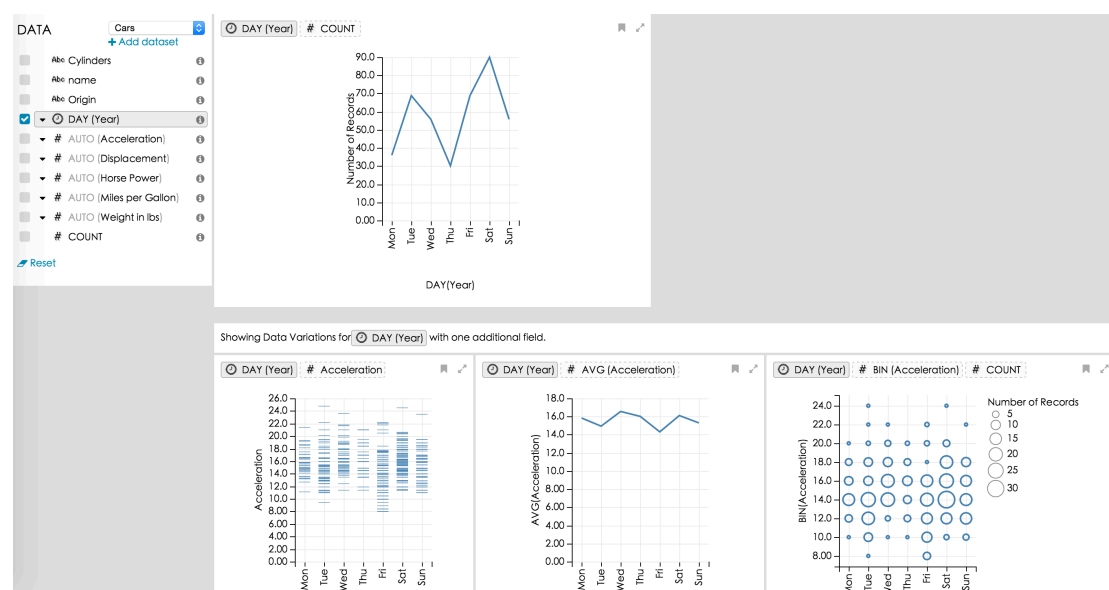 DATA
Cars
+ Add dataset
Abc Cylinders
Abc name
Abc Origin
DAY (Year)
# AUTO (Acceleration)
# AUTO (Displacement)
# AUTO (Horse Power)
# AUTO (Miles per Gallon)
# AUTO (Weight in lbs)
# COUNT
Reset
DAY (Year) # COUNT
90.0
70.0
60.0
50.0
40.0
30.0
20.0
10.0
0.00
Number of Records
Mon Tue Wed Thu Fri Sat Sun
DAY(Year)
Showing Data Variations for DAY (Year) with one additional field.
DAY (Year) # Acceleration
26.0
24.0
22.0
20.0
18.0
16.0
14.0
12.0
10.0
8.00
6.00
4.00
2.00
0.00
Acceleration
Mon Tue Wed Thu Fri Sat Sun
DAY (Year) # AVG (Acceleration)
18.0
16.0
14.0
12.0
10.0
8.00
6.00
4.00
2.00
0.00
AVG(Acceleration)
Mon Tue Wed Thu Fri Sat Sun
DAY (Year) # BIN (Acceleration) # COUNT
24.0
22.0
20.0
18.0
16.0
14.0
12.0
10.0
8.00
BIN(Acceleration)
Mon Tue Wed Thu Fri Sat Sun
Number of Records
5
10
15
20
25
30